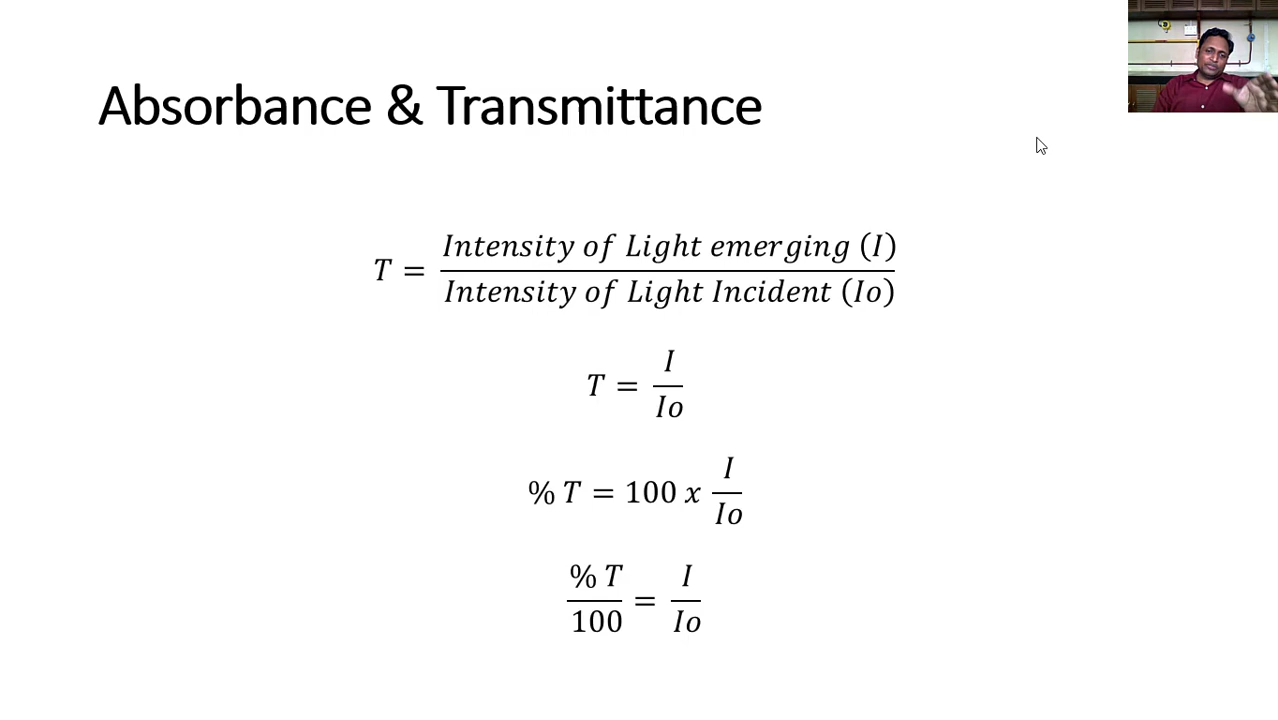 Absorbance & Transmittance
T = Intensity of Light emerging (I) / Intensity of Light Incident (Io)
T = I / Io
% T = 100 x I / Io
% T / 100 = I / Io